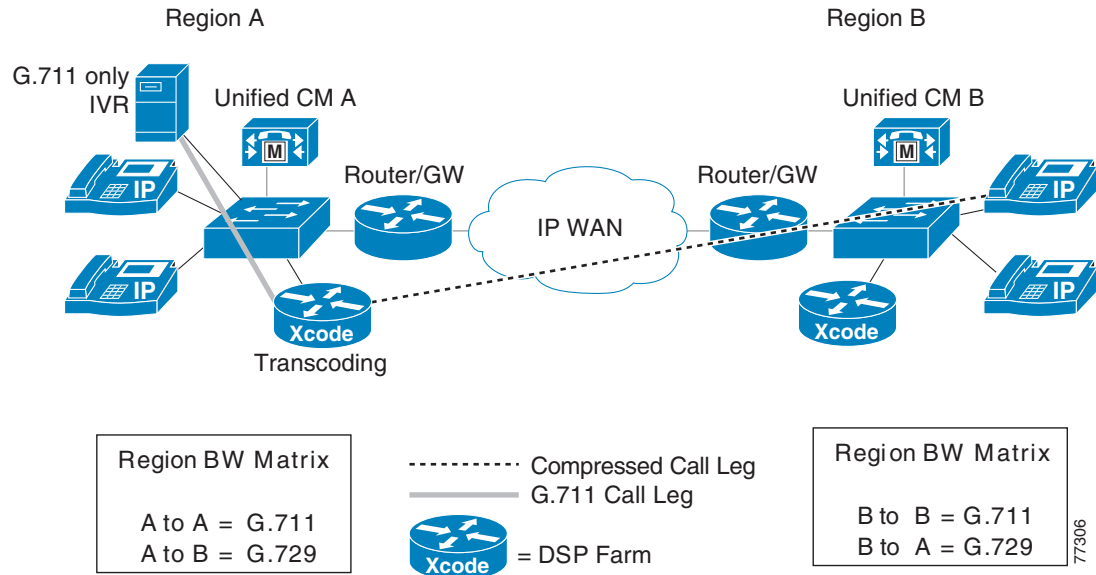 Region A
Region B
G.711 only
IVR
Unified CM A
Unified CM B
M
M
IP
Router/GW
IP WAN
Router/GW
IP
IP
IP
Xcode
Transcoding
Xcode
Region BW Matrix
A to A = G.711
A to B = G.729
Compressed Call Leg
G.711 Call Leg
Xcode
= DSP Farm
Region BW Matrix
B to B = G.711
B to A = G.729
77306